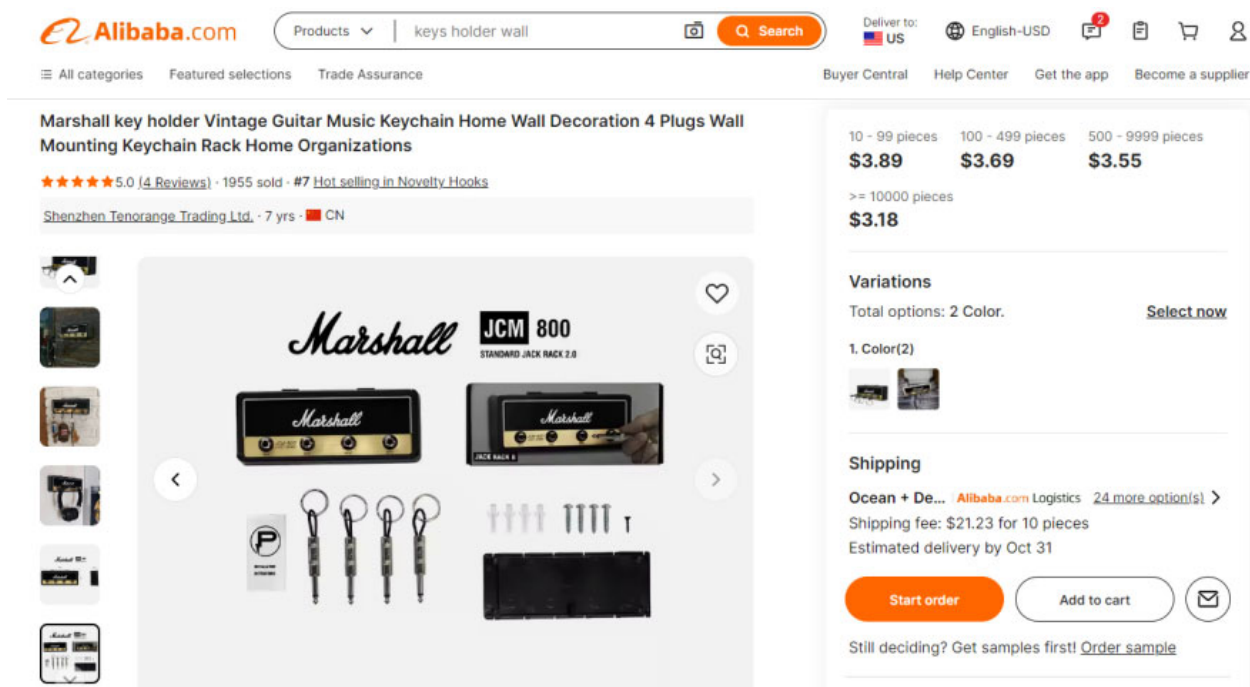 Alibaba.com
Products
keys holder wall
Search
Deliver to:
US
English-USD
2
All categories
Featured selections
Trade Assurance
Buyer Central
Help Center
Get the app
Become a supplier
Marshall key holder Vintage Guitar Music Keychain Home Wall Decoration 4 Plugs Wall
Mounting Keychain Rack Home Organizations
5.0 (4 Reviews) · 1955 sold · #7 Hot selling in Novelty Hooks
Shenzhen Tenorange Trading Ltd. · 7 yrs · CN
Marshall
JCM 800
STANDARD JACK RACK 2.0
Marshall
Marshall
JACK RACK II
P
10 - 99 pieces
$3.89
100 - 499 pieces
$3.69
500 - 9999 pieces
$3.55
>= 10000 pieces
$3.18
Variations
Total options: 2 Color.
Select now
1. Color(2)
Shipping
Ocean + De...
Alibaba.com Logistics
24 more option(s)
Shipping fee: $21.23 for 10 pieces
Estimated delivery by Oct 31
Start order
Add to cart
Still deciding? Get samples first! Order sample